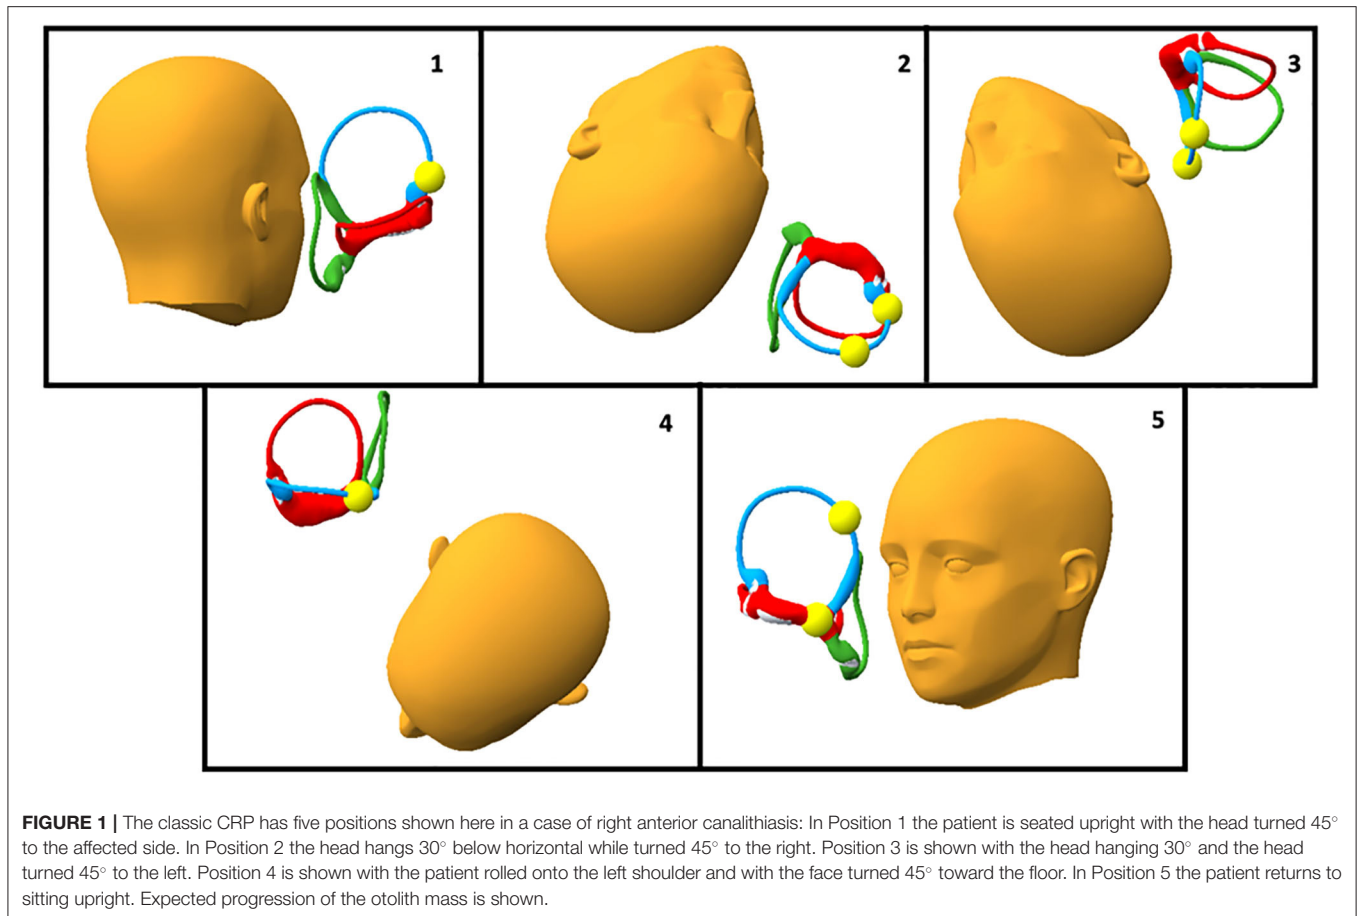 1
2
3
4
5
FIGURE 1 | The classic CRP has five positions shown here in a case of right anterior canalithiasis: In Position 1 the patient is seated upright with the head turned 45°
to the affected side. In Position 2 the head hangs 30° below horizontal while turned 45° to the right. Position 3 is shown with the head hanging 30° and the head
turned 45° to the left. Position 4 is shown with the patient rolled onto the left shoulder and with the face turned 45° toward the floor. In Position 5 the patient returns to
sitting upright. Expected progression of the otolith mass is shown.